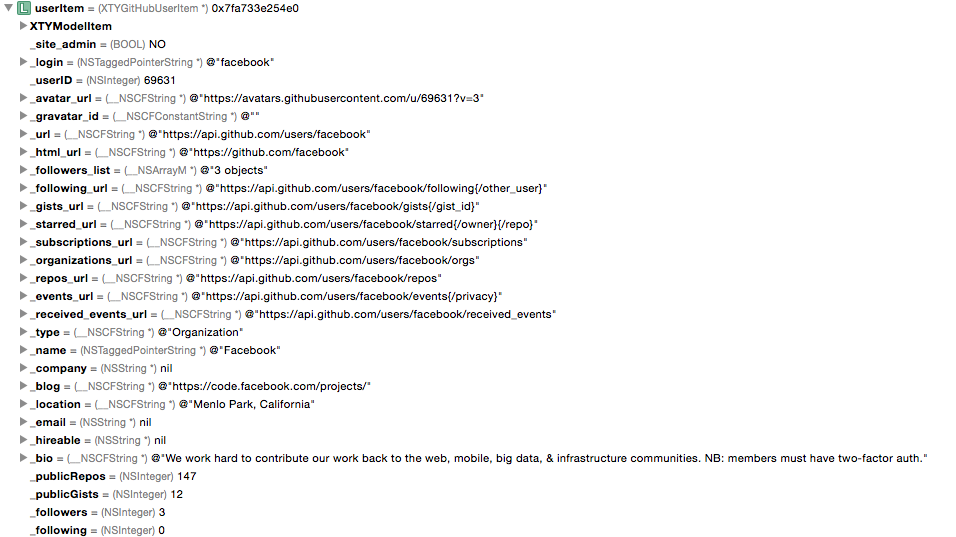 L userItem = (XTYGitHubUserItem *) 0x7fa733e254e0
XTYModelItem
_site_admin = (BOOL) NO
_login = (NSTaggedPointerString *) @"facebook"
_userID = (NSInteger) 69631
_avatar_url = (__NSCFString *) @"https://avatars.githubusercontent.com/u/69631?v=3"
_gravatar_id = (__NSCFConstantString *) @""
_url = (__NSCFString *) @"https://api.github.com/users/facebook"
_html_url = (__NSCFString *) @"https://github.com/facebook"
_followers_list = (__NSArrayM *) @"3 objects"
_following_url = (__NSCFString *) @"https://api.github.com/users/facebook/following{/other_user}"
_gists_url = (__NSCFString *) @"https://api.github.com/users/facebook/gists{/gist_id}"
_starred_url = (__NSCFString *) @"https://api.github.com/users/facebook/starred{/owner}{/repo}"
_subscriptions_url = (__NSCFString *) @"https://api.github.com/users/facebook/subscriptions"
_organizations_url = (__NSCFString *) @"https://api.github.com/users/facebook/orgs"
_repos_url = (__NSCFString *) @"https://api.github.com/users/facebook/repos"
_events_url = (__NSCFString *) @"https://api.github.com/users/facebook/events{/privacy}"
_received_events_url = (__NSCFString *) @"https://api.github.com/users/facebook/received_events"
_type = (__NSCFString *) @"Organization"
_name = (NSTaggedPointerString *) @"Facebook"
_company = (NSString *) nil
_blog = (__NSCFString *) @"https://code.facebook.com/projects/"
_location = (__NSCFString *) @"Menlo Park, California"
_email = (NSString *) nil
_hireable = (NSString *) nil
_bio = (__NSCFString *) @"We work hard to contribute our work back to the web, mobile, big data, & infrastructure communities. NB: members must have two-factor auth."
_publicRepos = (NSInteger) 147
_publicGists = (NSInteger) 12
_followers = (NSInteger) 3
_following = (NSInteger) 0